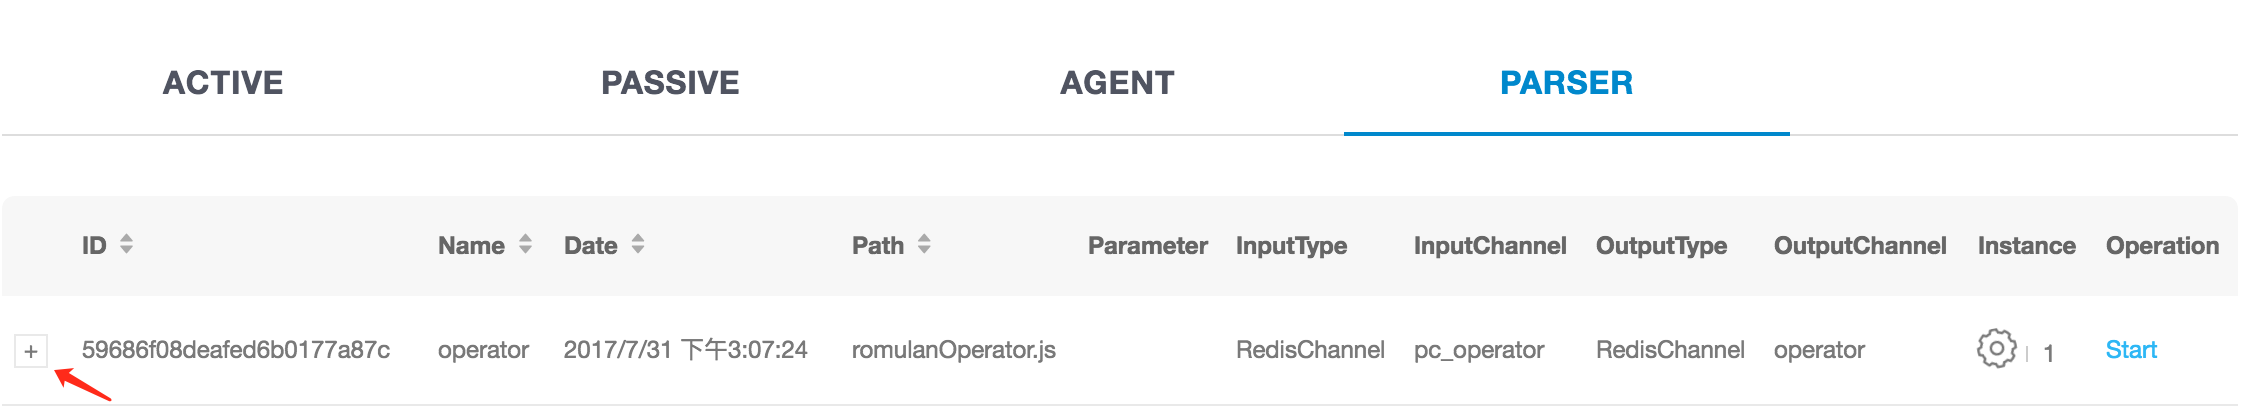 ACTIVE PASSIVE AGENT PARSER
ID Name Date Path Parameter InputType InputChannel OutputType OutputChannel Instance Operation
+ 59686f08deafed6b0177a87c operator 2017/7/31 下午3:07:24 romulanOperator.js RedisChannel pc_operator RedisChannel operator | 1 Start